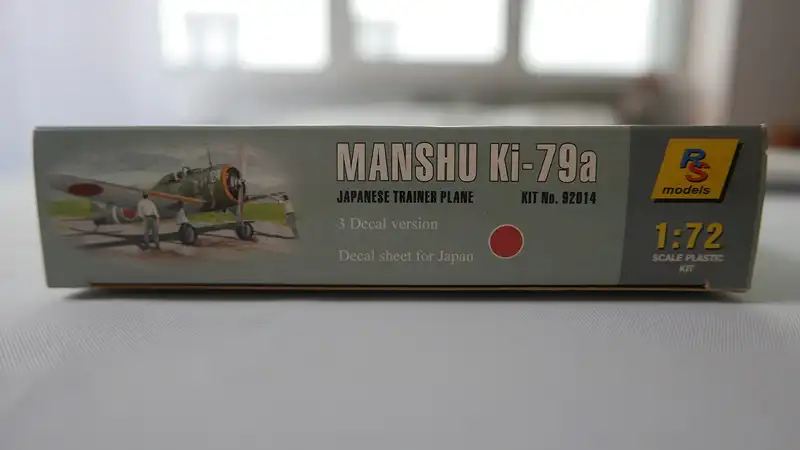 MANSHU Ki-79a
JAPANESE TRAINER PLANE KIT No. 92014
3 Decal version
Decal sheet for Japan
RS
models
1:72
SCALE PLASTIC
KIT